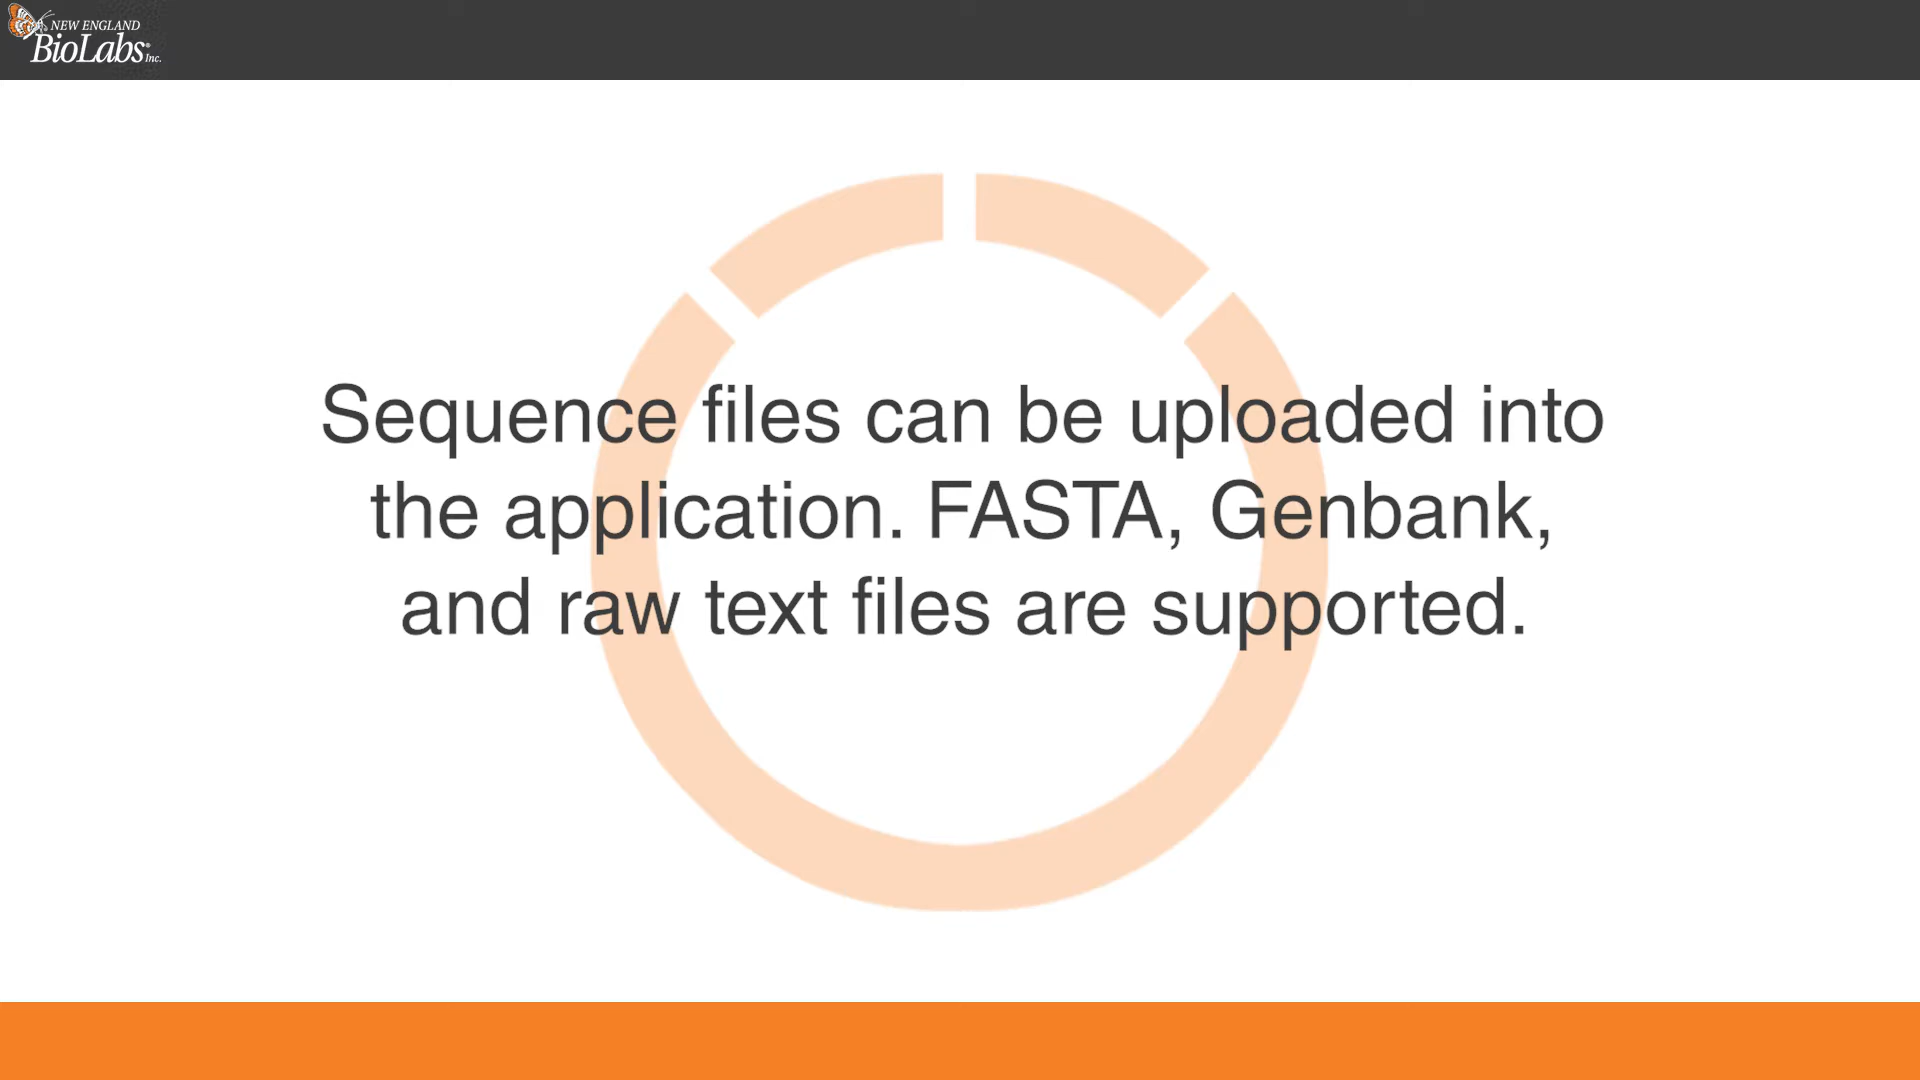 NEW ENGLAND
BioLabs® Inc.
Sequence files can be uploaded into
the application. FASTA, Genbank,
and raw text files are supported.